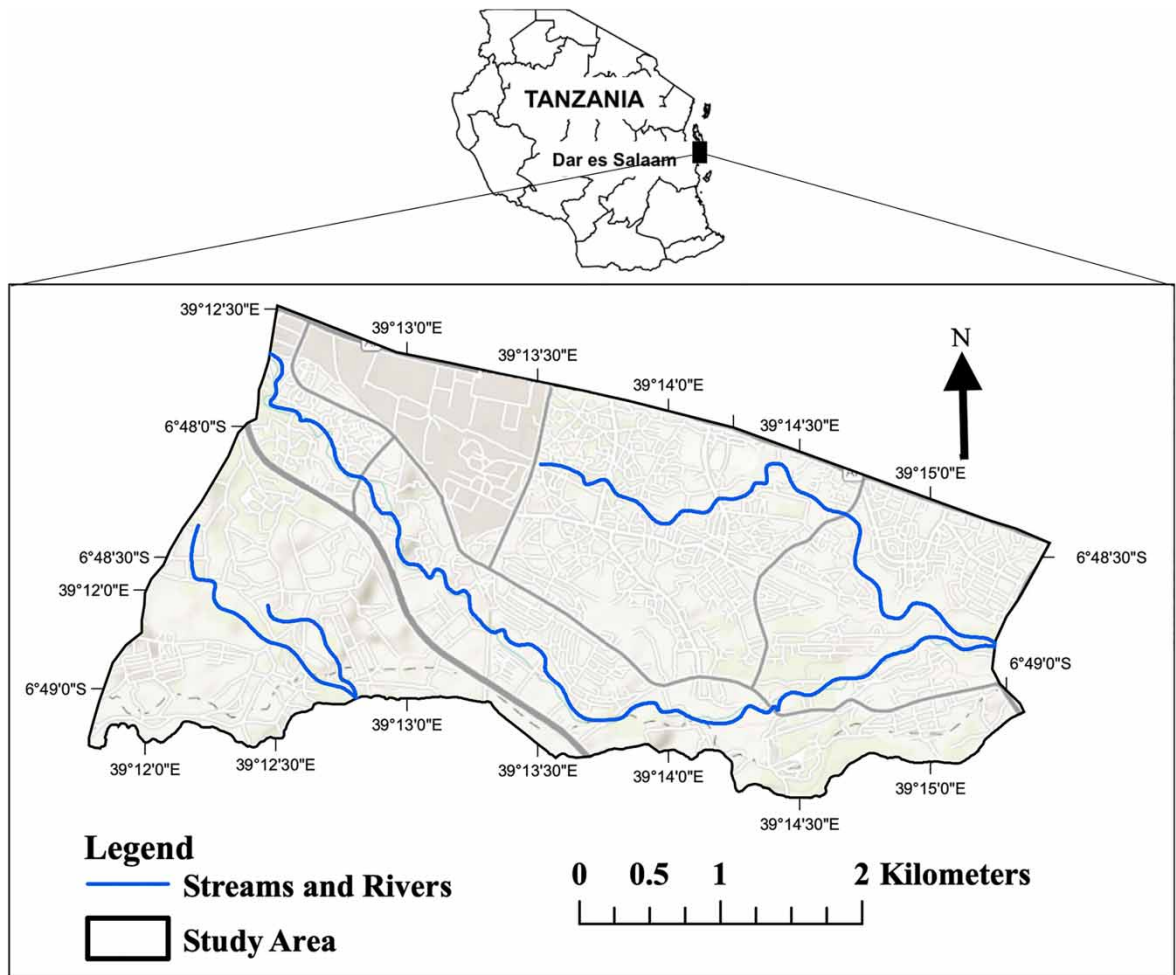 TANZANIA
Dar es Salaam
39°12'30"E
39°13'0"E
39°13'30"E
39°14'0"E
39°14'30"E
39°15'0"E
N
6°48'0"S
6°48'30"S
39°12'0"E
6°49'0"S
6°48'30"S
6°49'0"S
39°12'0"E
39°12'30"E
39°13'0"E
39°13'30"E
39°14'0"E
39°14'30"E
39°15'0"E
Legend
Streams and Rivers
Study Area
0 0.5 1 2 Kilometers